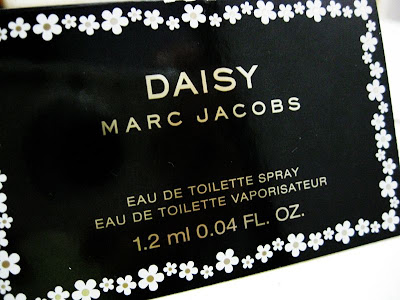 DAISY
MARC JACOBS
EAU DE TOILETTE SPRAY
EAU DE TOILETTE VAPORISATEUR
1.2 ml 0.04 FL. OZ.